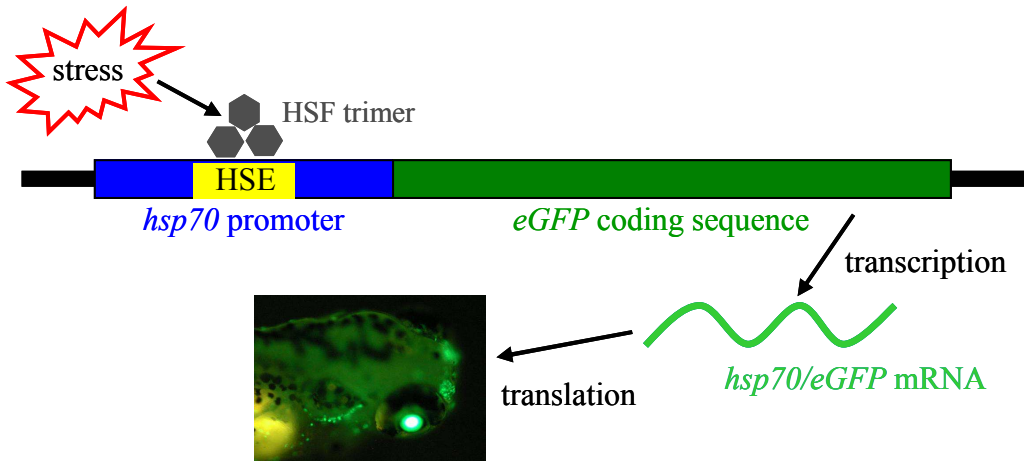 stress
HSF trimer
HSE
hsp70 promoter
eGFP coding sequence
transcription
hsp70/eGFP mRNA
translation